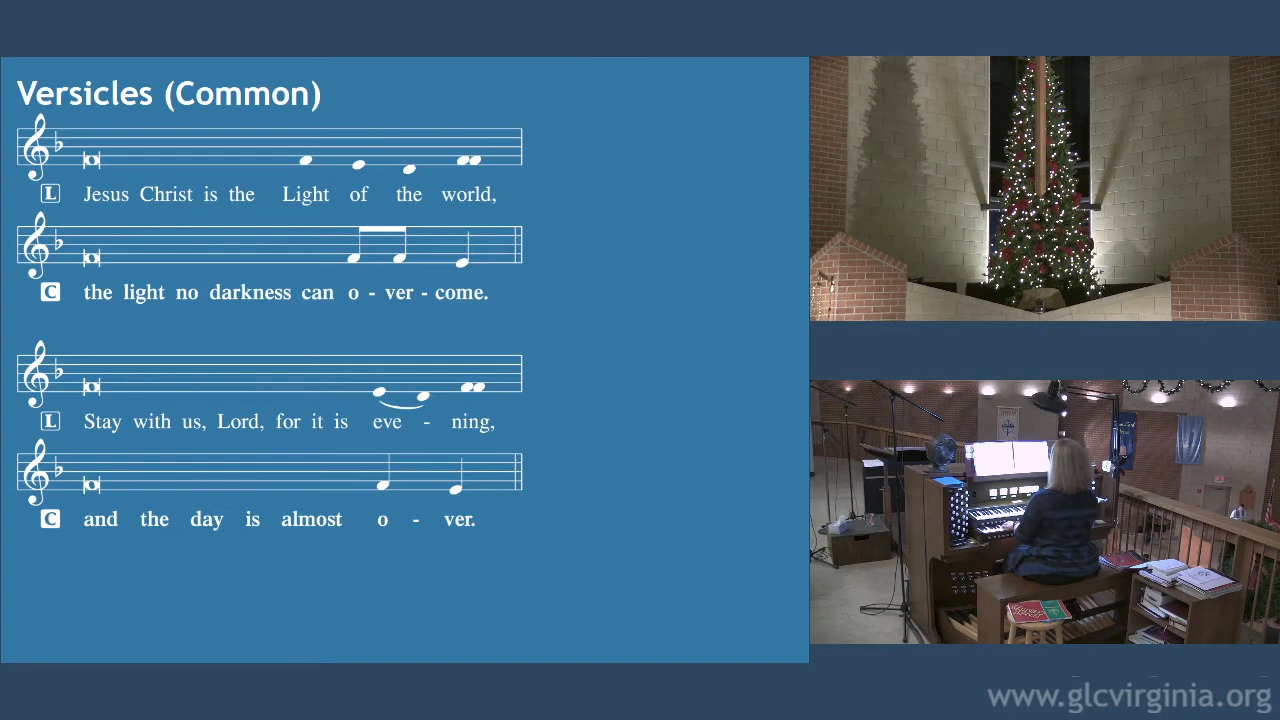 Versicles (Common)
L Jesus Christ is the Light of the world,
C the light no darkness can o - ver - come.
L Stay with us, Lord, for it is eve - ning,
C and the day is almost o - ver.
www.glcvirginia.org